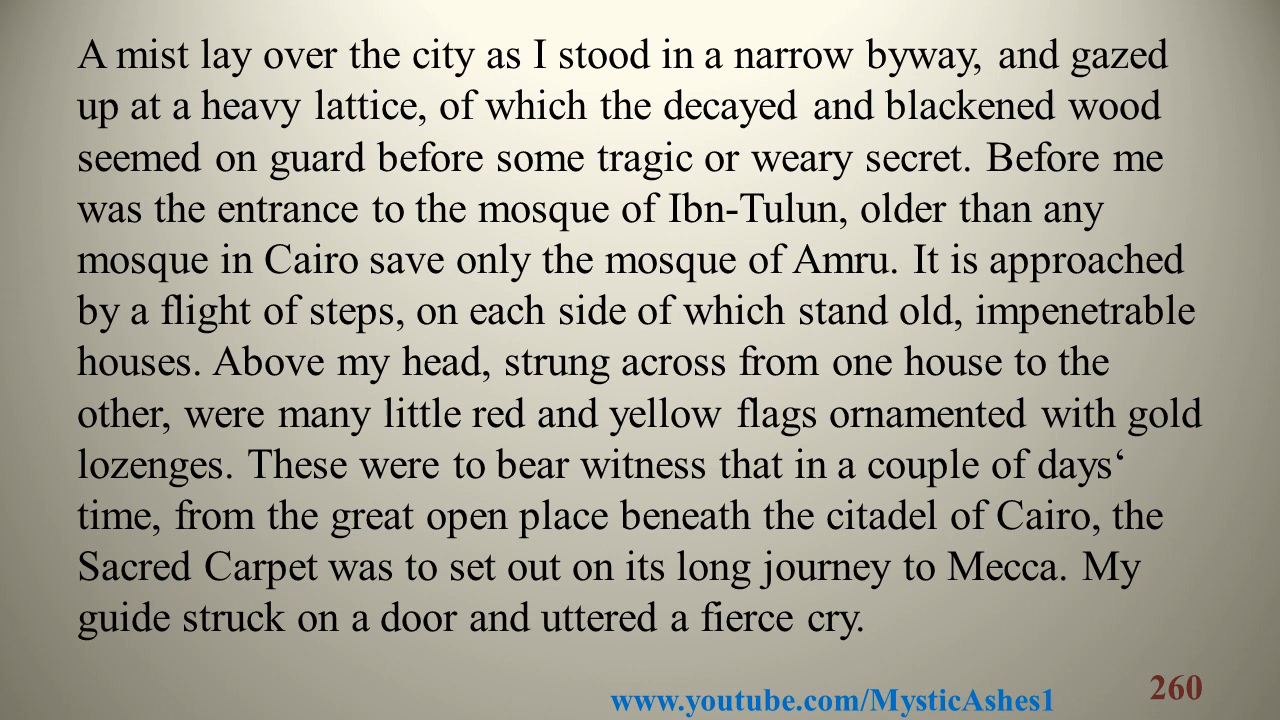 A mist lay over the city as I stood in a narrow byway, and gazed
up at a heavy lattice, of which the decayed and blackened wood
seemed on guard before some tragic or weary secret. Before me
was the entrance to the mosque of Ibn-Tulun, older than any
mosque in Cairo save only the mosque of Amru. It is approached
by a flight of steps, on each side of which stand old, impenetrable
houses. Above my head, strung across from one house to the
other, were many little red and yellow flags ornamented with gold
lozenges. These were to bear witness that in a couple of days‘
time, from the great open place beneath the citadel of Cairo, the
Sacred Carpet was to set out on its long journey to Mecca. My
guide struck on a door and uttered a fierce cry.
www.youtube.com/MysticAshes1
260